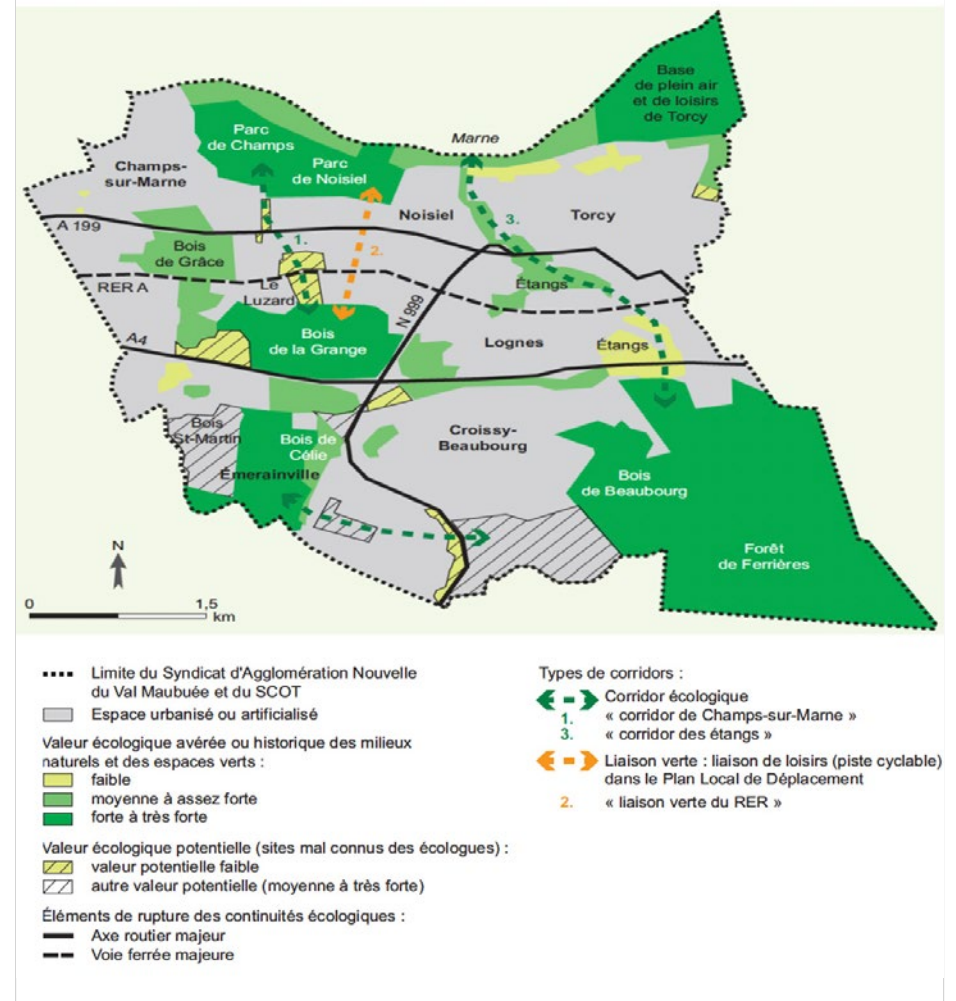 Base
de plein air
et de loisirs
de Torcy
Parc
de Champs
Marne
Parc
de Noisiel
Champs-
sur-Marne
Noisiel
Torcy
3.
A 199
1.
2.
Bois
de Grâce
RER A
Le
Luzard
Étangs
N 999
A4
Bois
de la Grange
Lognes
Étangs
Bois
St-Martin
Bois de
Célie
Croissy-
Beaubourg
Émerainville
Bois
de Beaubourg
Forêt
de Ferrières
N
0 1,5
km
Limite du Syndicat d'Agglomération Nouvelle
du Val Maubuée et du SCOT
Espace urbanisé ou artificialisé
Valeur écologique avérée ou historique des milieux
naturels et des espaces verts :
faible
moyenne à assez forte
forte à très forte
Valeur écologique potentielle (sites mal connus des écologues) :
valeur potentielle faible
autre valeur potentielle (moyenne à très forte)
Éléments de rupture des continuités écologiques :
Axe routier majeur
Voie ferrée majeure
Types de corridors :
Corridor écologique
1. « corridor de Champs-sur-Marne »
3. « corridor des étangs »
Liaison verte : liaison de loisirs (piste cyclable)
dans le Plan Local de Déplacement
2. « liaison verte du RER »